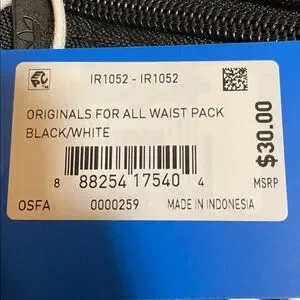 IR1052 - IR1052
ORIGINALS FOR ALL WAIST PACK
BLACK/WHITE
$30.00
MSRP
8 88254 17540 4
OSFA 0000259 MADE IN INDONESIA